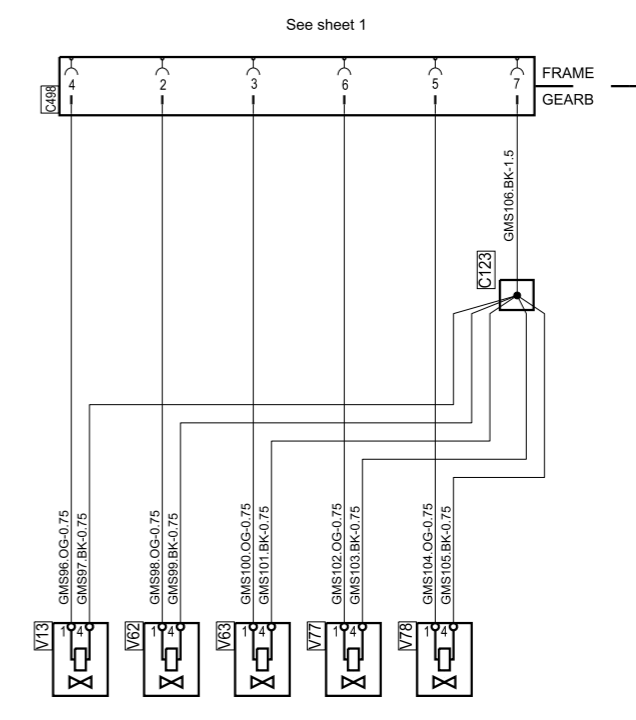 See sheet 1
C498
4 2 3 6 5 7
FRAME
GEARB
GMS106.BK-1.5
C123
GMS96.OG-0.75
GMS97.BK-0.75
GMS98.OG-0.75
GMS99.BK-0.75
GMS100.OG-0.75
GMS101.BK-0.75
GMS102.OG-0.75
GMS103.BK-0.75
GMS104.OG-0.75
GMS105.BK-0.75
V13
1 4
V62
1 4
V63
1 4
V77
1 4
V78
1 4